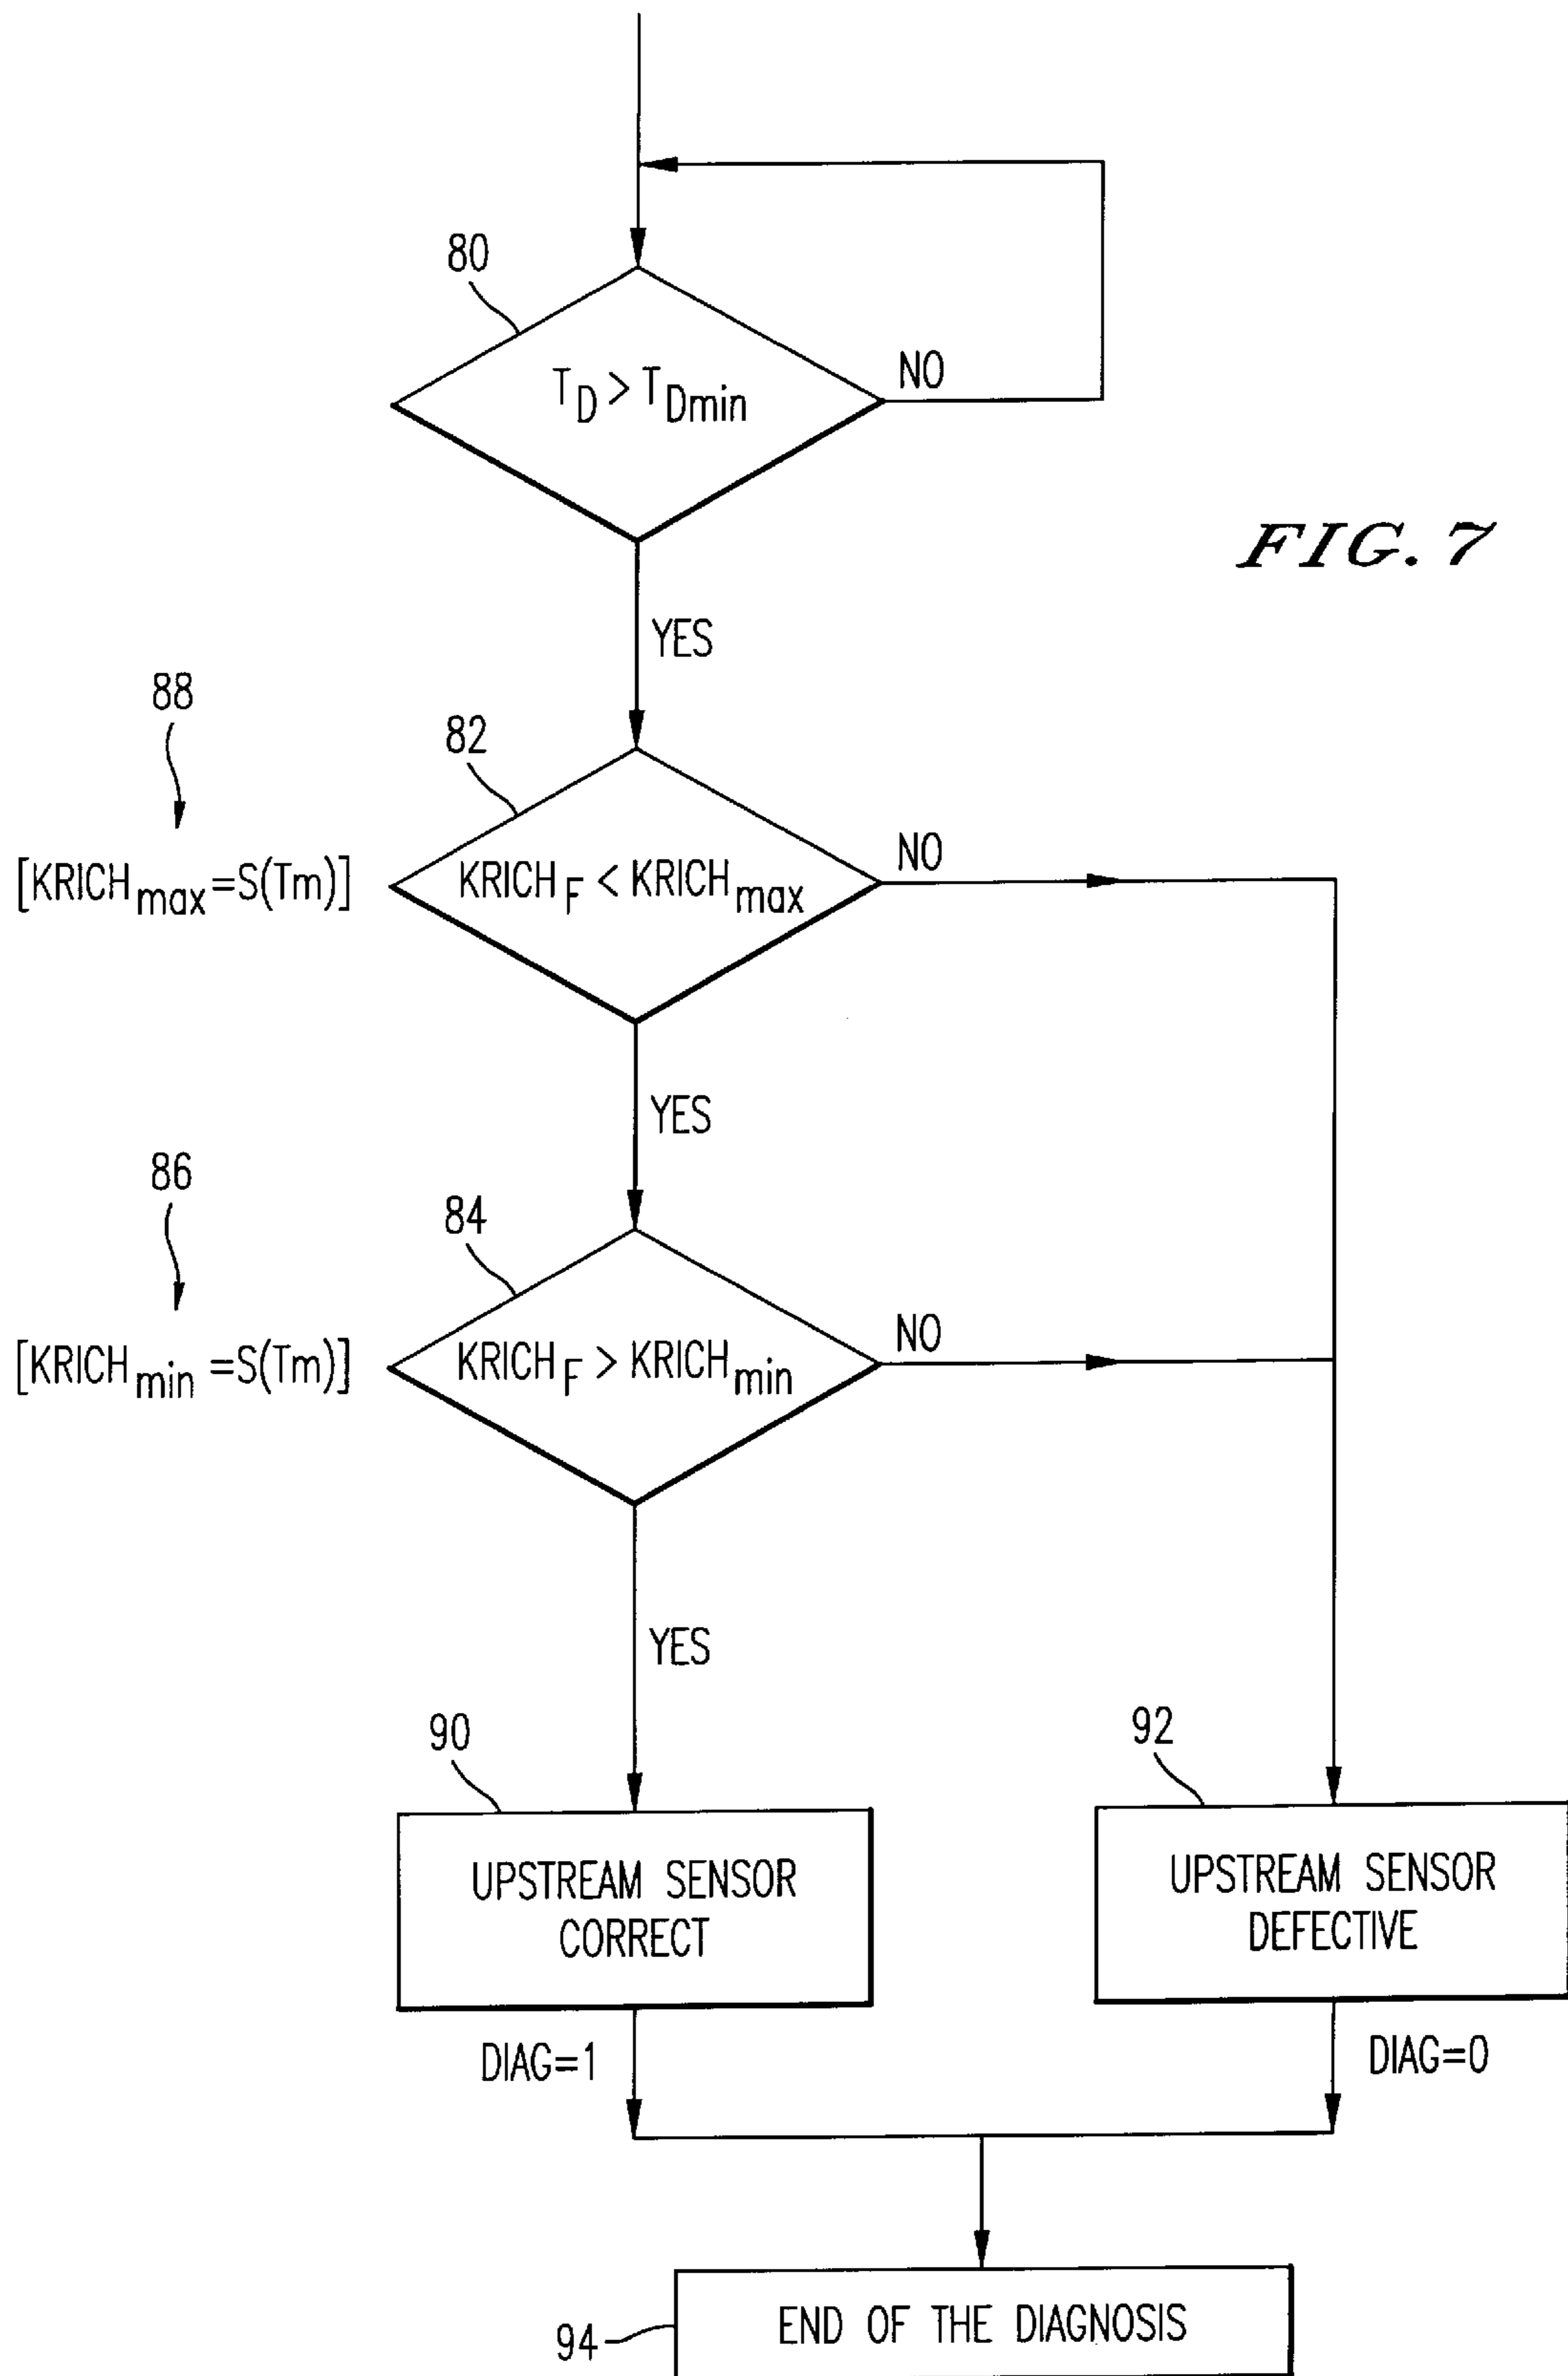 80
T_D > T_Dmin
NO
FIG. 7
YES
88
82
[KRICH_max=S(Tm)]
KRICH_F < KRICH_max
NO
YES
86
84
[KRICH_min =S(Tm)]
KRICH_F > KRICH_min
NO
YES
90
92
UPSTREAM SENSOR
CORRECT
UPSTREAM SENSOR
DEFECTIVE
DIAG=1
DIAG=0
94
END OF THE DIAGNOSIS